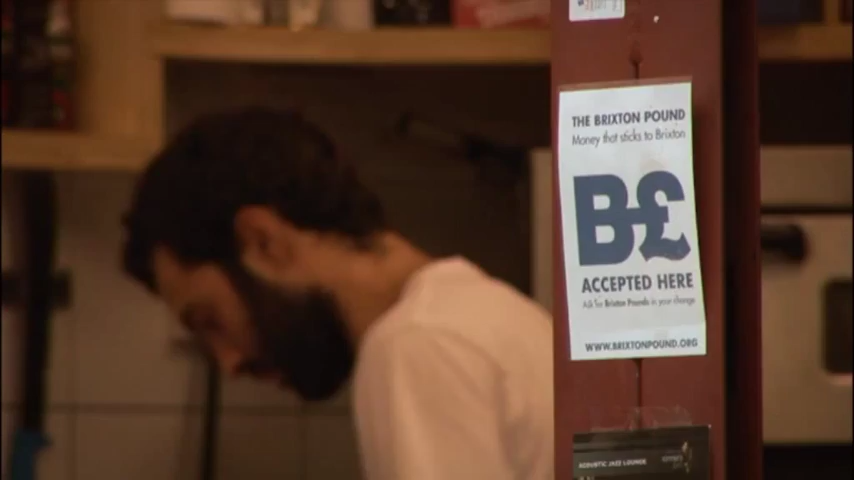 THE BRIXTON POUND
Money that sticks to Brixton
B£
ACCEPTED HERE
Ask for Brixton Pounds in your change
WWW.BRIXTONPOUND.ORG
ACOUSTIC JAZZ LOUNGE